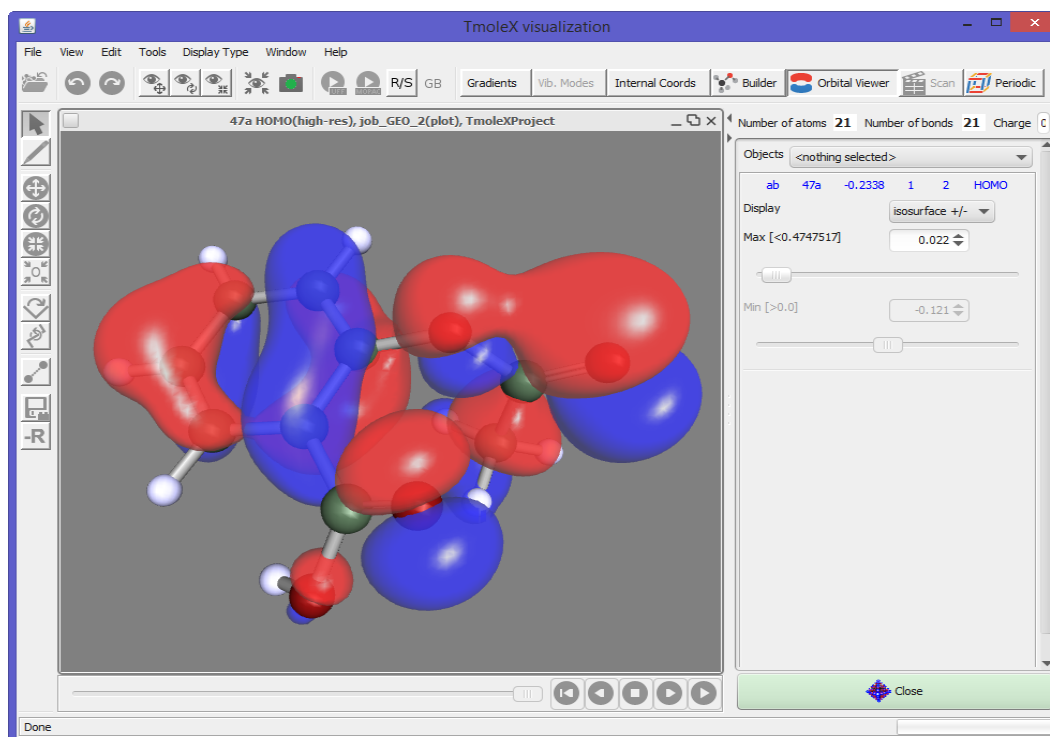 TmoleX visualization
File View Edit Tools Display Type Window Help
R/S GB Gradients Vib. Modes Internal Coords Builder Orbital Viewer Scan Periodic
47a HOMO(high-res), job_GEO_2(plot), TmoleXProject
Number of atoms 21 Number of bonds 21 Charge
Objects <nothing selected>
ab 47a -0.2338 1 2 HOMO
Display isosurface +/-
Max [<0.4747517] 0.022
Min [>0.0] -0.121
-R
Close
Done